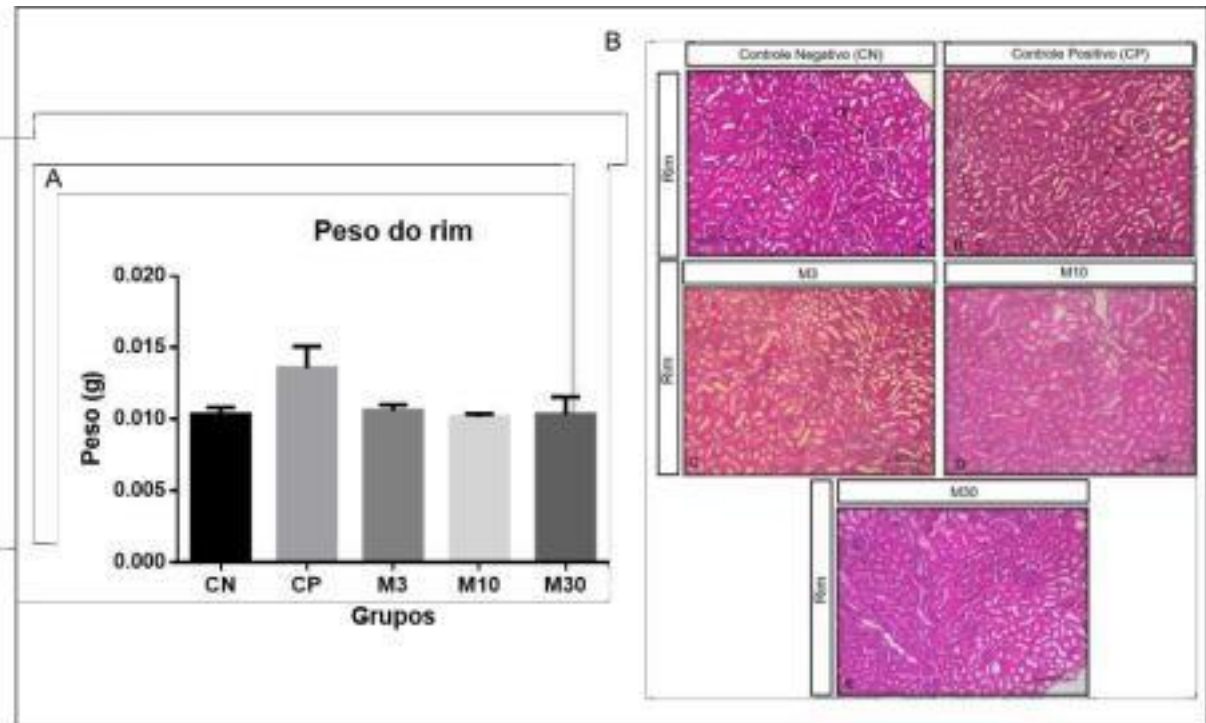 A
Peso do rim
0.020
0.015
0.010
0.005
0.000
Peso (g)
CN CP M3 M10 M30
Grupos
B
Controle Negativo (CN) Controle Positivo (CP)
Rim
M3 M10
Rim
M30
Rim